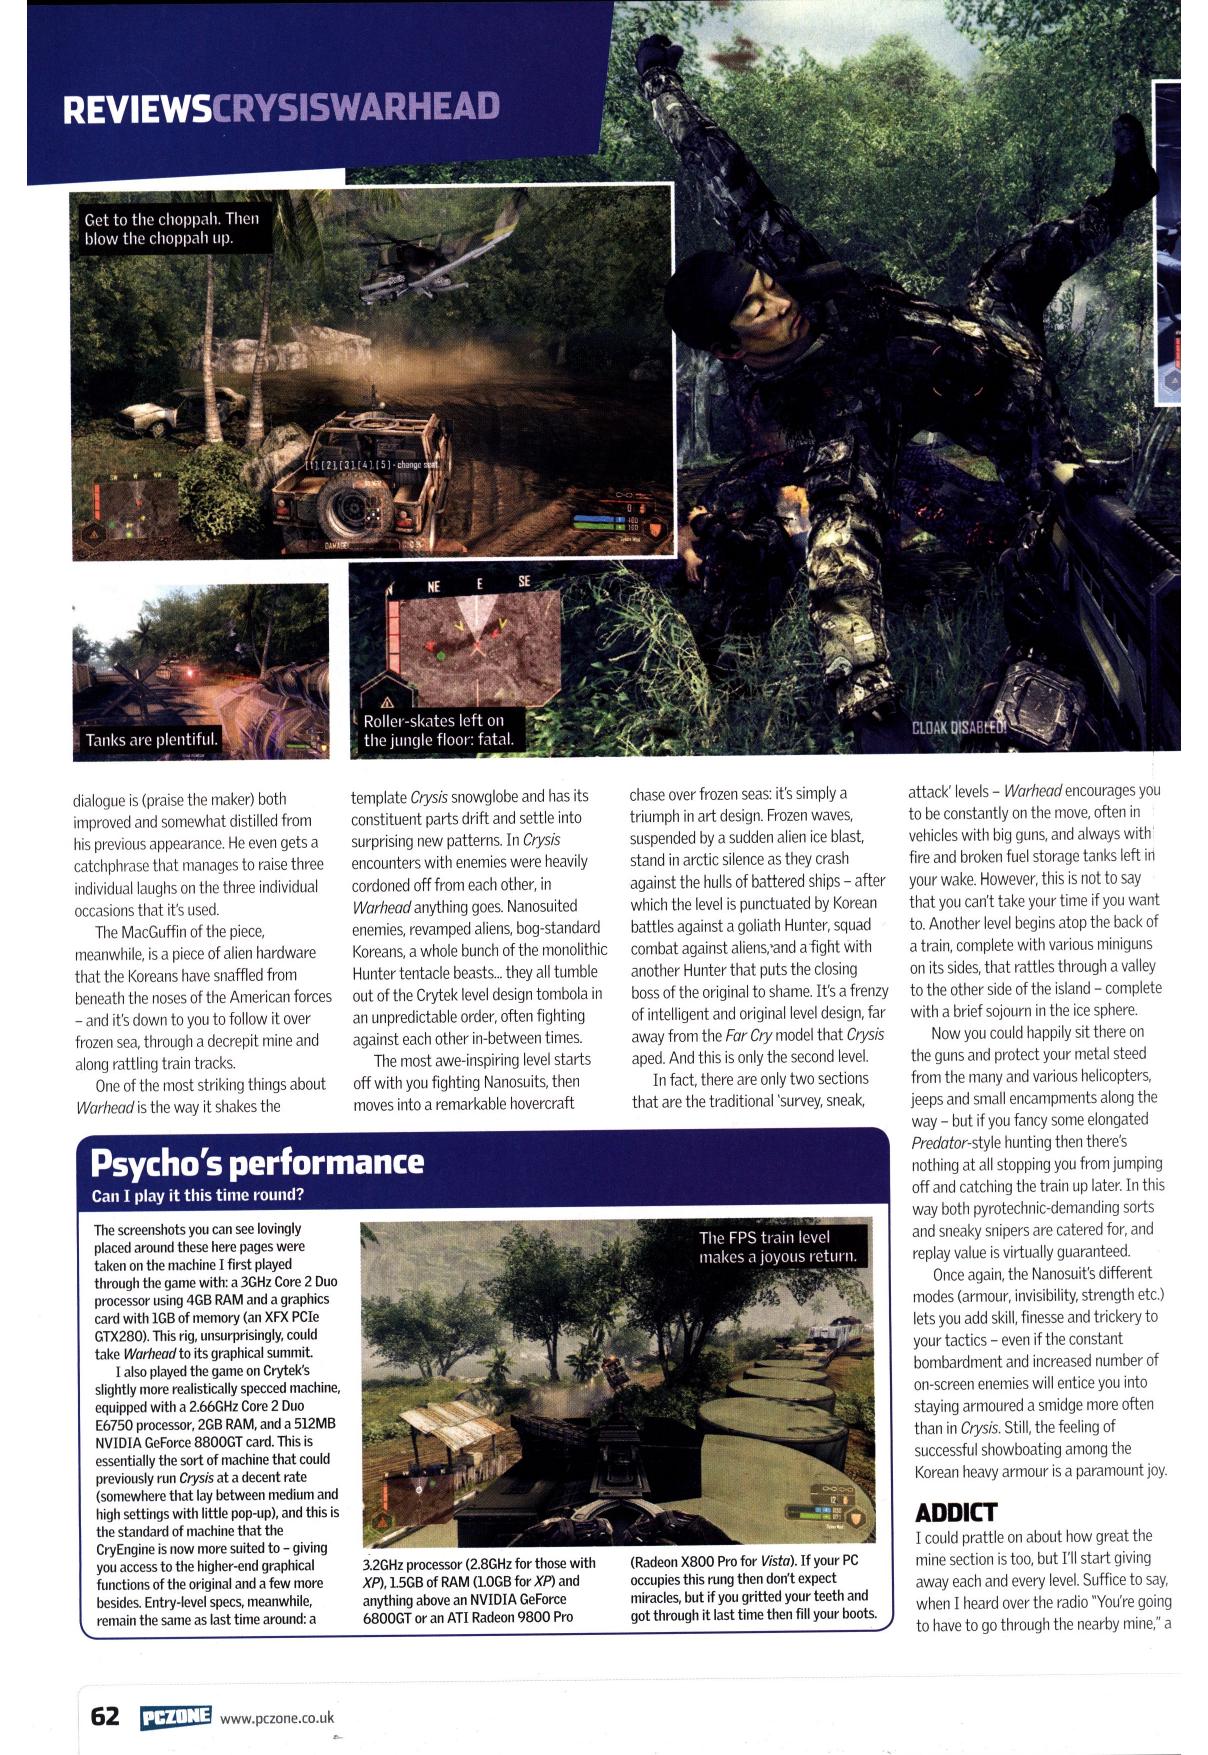 REVIEWSCRYSISWARHEAD
Get to the choppah. Then
blow the choppah up.
[1],[2],[3],[4],[5] - change seat
DAMAGE
NE E SE
Tanks are plentiful.
Roller-skates left on
the jungle floor: fatal.
CLOAK DISABLED!
dialogue is (praise the maker) both
improved and somewhat distilled from
his previous appearance. He even gets a
catchphrase that manages to raise three
individual laughs on the three individual
occasions that it's used.
The MacGuffin of the piece,
meanwhile, is a piece of alien hardware
that the Koreans have snaffled from
beneath the noses of the American forces
– and it's down to you to follow it over
frozen sea, through a decrepit mine and
along rattling train tracks.
One of the most striking things about
Warhead is the way it shakes the
template Crysis snowglobe and has its
constituent parts drift and settle into
surprising new patterns. In Crysis
encounters with enemies were heavily
cordoned off from each other, in
Warhead anything goes. Nanosuited
enemies, revamped aliens, bog-standard
Koreans, a whole bunch of the monolithic
Hunter tentacle beasts... they all tumble
out of the Crytek level design tombola in
an unpredictable order, often fighting
against each other in-between times.
The most awe-inspiring level starts
off with you fighting Nanosuits, then
moves into a remarkable hovercraft
chase over frozen seas: it's simply a
triumph in art design. Frozen waves,
suspended by a sudden alien ice blast,
stand in arctic silence as they crash
against the hulls of battered ships – after
which the level is punctuated by Korean
battles against a goliath Hunter, squad
combat against aliens, and a fight with
another Hunter that puts the closing
boss of the original to shame. It's a frenzy
of intelligent and original level design, far
away from the Far Cry model that Crysis
aped. And this is only the second level.
In fact, there are only two sections
that are the traditional 'survey, sneak,
attack' levels – Warhead encourages you
to be constantly on the move, often in
vehicles with big guns, and always with
fire and broken fuel storage tanks left in
your wake. However, this is not to say
that you can't take your time if you want
to. Another level begins atop the back of
a train, complete with various miniguns
on its sides, that rattles through a valley
to the other side of the island – complete
with a brief sojourn in the ice sphere.
Now you could happily sit there on
the guns and protect your metal steed
from the many and various helicopters,
jeeps and small encampments along the
way – but if you fancy some elongated
Predator-style hunting then there's
nothing at all stopping you from jumping
off and catching the train up later. In this
way both pyrotechnic-demanding sorts
and sneaky snipers are catered for, and
replay value is virtually guaranteed.
Once again, the Nanosuit's different
modes (armour, invisibility, strength etc.)
lets you add skill, finesse and trickery to
your tactics – even if the constant
bombardment and increased number of
on-screen enemies will entice you into
staying armoured a smidge more often
than in Crysis. Still, the feeling of
successful showboating among the
Korean heavy armour is a paramount joy.
ADDICT
I could prattle on about how great the
mine section is too, but I'll start giving
away each and every level. Suffice to say,
when I heard over the radio "You're going
to have to go through the nearby mine," a
Psycho's performance
Can I play it this time round?
The screenshots you can see lovingly
placed around these here pages were
taken on the machine I first played
through the game with: a 3GHz Core 2 Duo
processor using 4GB RAM and a graphics
card with 1GB of memory (an XFX PCIe
GTX280). This rig, unsurprisingly, could
take Warhead to its graphical summit.
I also played the game on Crytek's
slightly more realistically specced machine,
equipped with a 2.66GHz Core 2 Duo
E6750 processor, 2GB RAM, and a 512MB
NVIDIA GeForce 8800GT card. This is
essentially the sort of machine that could
previously run Crysis at a decent rate
(somewhere that lay between medium and
high settings with little pop-up), and this is
the standard of machine that the
CryEngine is now more suited to – giving
you access to the higher-end graphical
functions of the original and a few more
besides. Entry-level specs, meanwhile,
remain the same as last time around: a
The FPS train level
makes a joyous return.
3.2GHz processor (2.8GHz for those with
XP), 1.5GB of RAM (1.0GB for XP) and
anything above an NVIDIA GeForce
6800GT or an ATI Radeon 9800 Pro
(Radeon X800 Pro for Vista). If your PC
occupies this rung then don't expect
miracles, but if you gritted your teeth and
got through it last time then fill your boots.
62 PCZONE www.pczone.co.uk